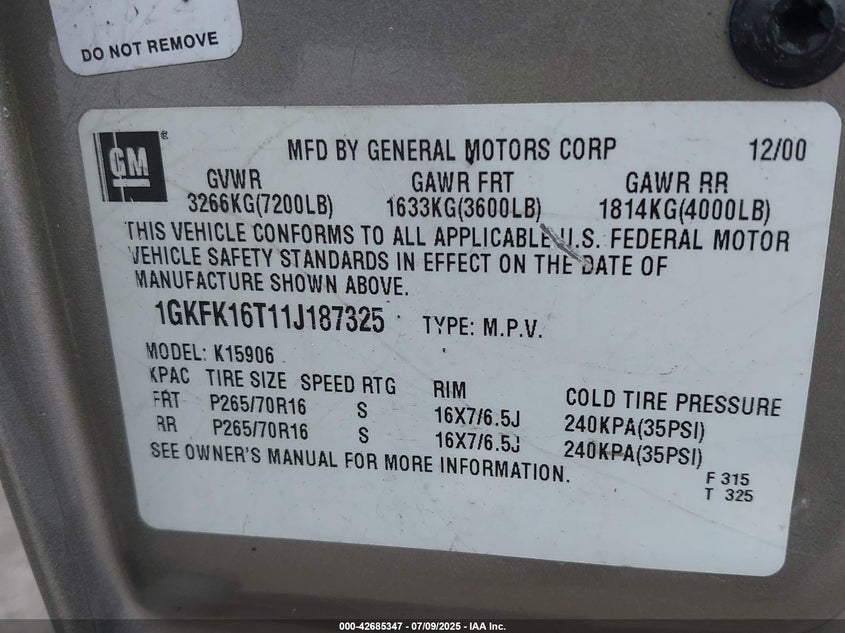 DO NOT REMOVE
GM ®
MFD BY GENERAL MOTORS CORP 12/00
GVWR GAWR FRT GAWR RR
3266KG(7200LB) 1633KG(3600LB) 1814KG(4000LB)
THIS VEHICLE CONFORMS TO ALL APPLICABLE U.S. FEDERAL MOTOR
VEHICLE SAFETY STANDARDS IN EFFECT ON THE DATE OF
MANUFACTURE SHOWN ABOVE.
1GKFK16T11J187325 TYPE: M.P.V.
MODEL: K15906
KPAC TIRE SIZE SPEED RTG RIM COLD TIRE PRESSURE
FRT P265/70R16 S 16X7/6.5J 240KPA(35PSI)
RR P265/70R16 S 16X7/6.5J 240KPA(35PSI)
SEE OWNER'S MANUAL FOR MORE INFORMATION.
F 315
T 325
000-42685347 - 07/09/2025 - IAA Inc.